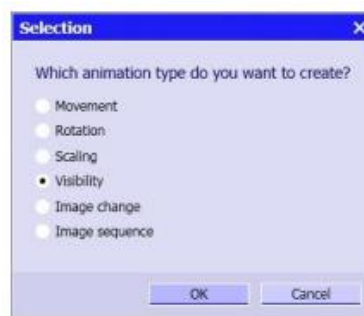 Selection
Which animation type do you want to create?
Movement
Rotation
Scaling
Visibility
Image change
Image sequence
OK Cancel